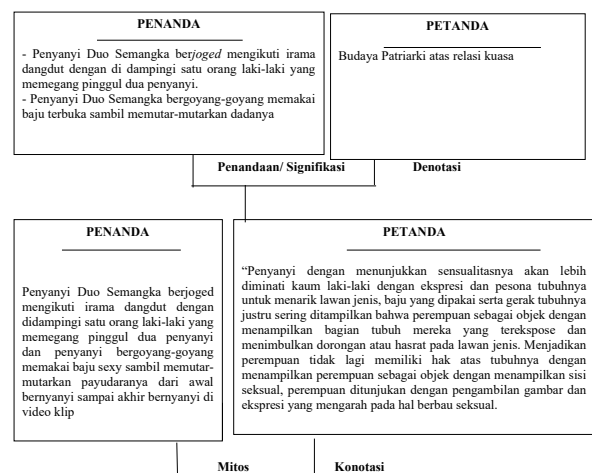 PENANDA
- Penyanyi Duo Semangka berjoged mengikuti irama
dangdut dengan di dampingi satu orang laki-laki yang
memegang pinggul dua penyanyi.
- Penyanyi Duo Semangka bergoyang-goyang memakai
baju terbuka sambil memutar-mutarkan dadanya
PETANDA
Budaya Patriarki atas relasi kuasa
Penandaan/ Signifikasi
Denotasi
PENANDA
Penyanyi Duo Semangka berjoged
mengikuti irama dangdut dengan
didampingi satu orang laki-laki yang
memegang pinggul dua penyanyi
dan penyanyi bergoyang-goyang
memakai baju sexy sambil memutar-
mutarkan payudaranya dari awal
bernyanyi sampai akhir bernyanyi di
video klip
PETANDA
“Penyanyi dengan menunjukkan sensualitasnya akan lebih
diminati kaum laki-laki dengan ekspresi dan pesona tubuhnya
untuk menarik lawan jenis, baju yang dipakai serta gerak tubuhnya
justru sering ditampilkan bahwa perempuan sebagai objek dengan
menampilkan bagian tubuh mereka yang terekspose dan
menimbulkan dorongan atau hasrat pada lawan jenis. Menjadikan
perempuan tidak lagi memiliki hak atas tubuhnya dengan
menampilkan perempuan sebagai objek dengan menampilkan sisi
seksual, perempuan ditunjukan dengan pengambilan gambar dan
ekspresi yang mengarah pada hal berbau seksual.
Mitos
Konotasi